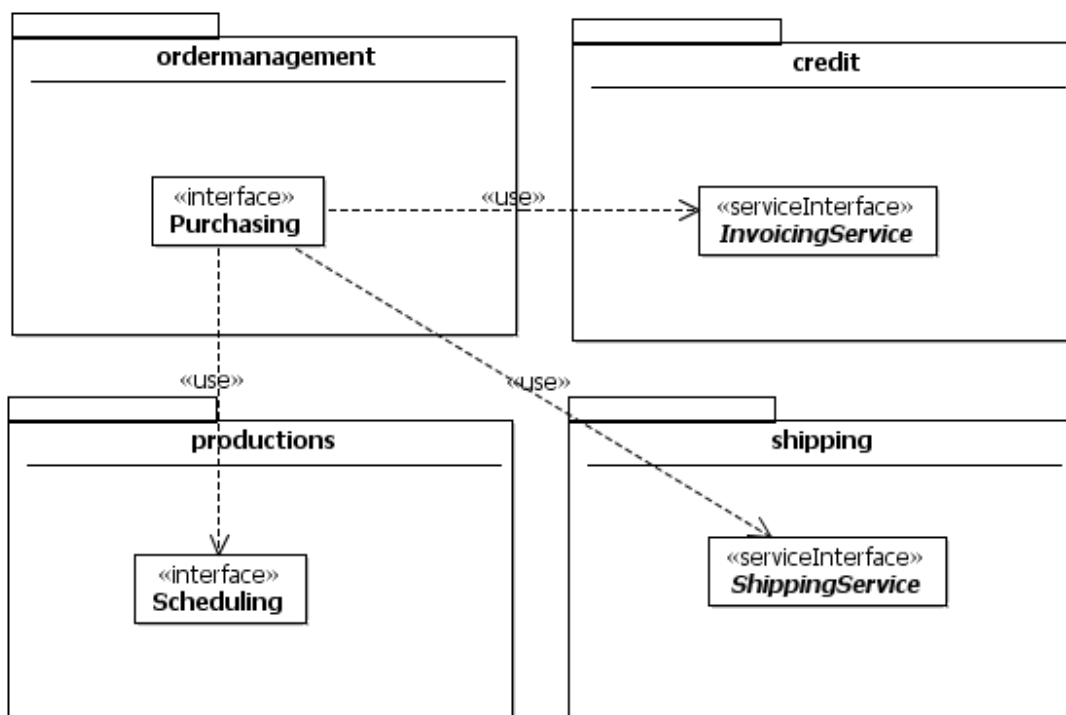 ordermanagement
credit
«interface»
Purchasing
«use»
«serviceInterface»
InvoicingService
«use»
«use»
productions
shipping
«interface»
Scheduling
«serviceInterface»
ShippingService